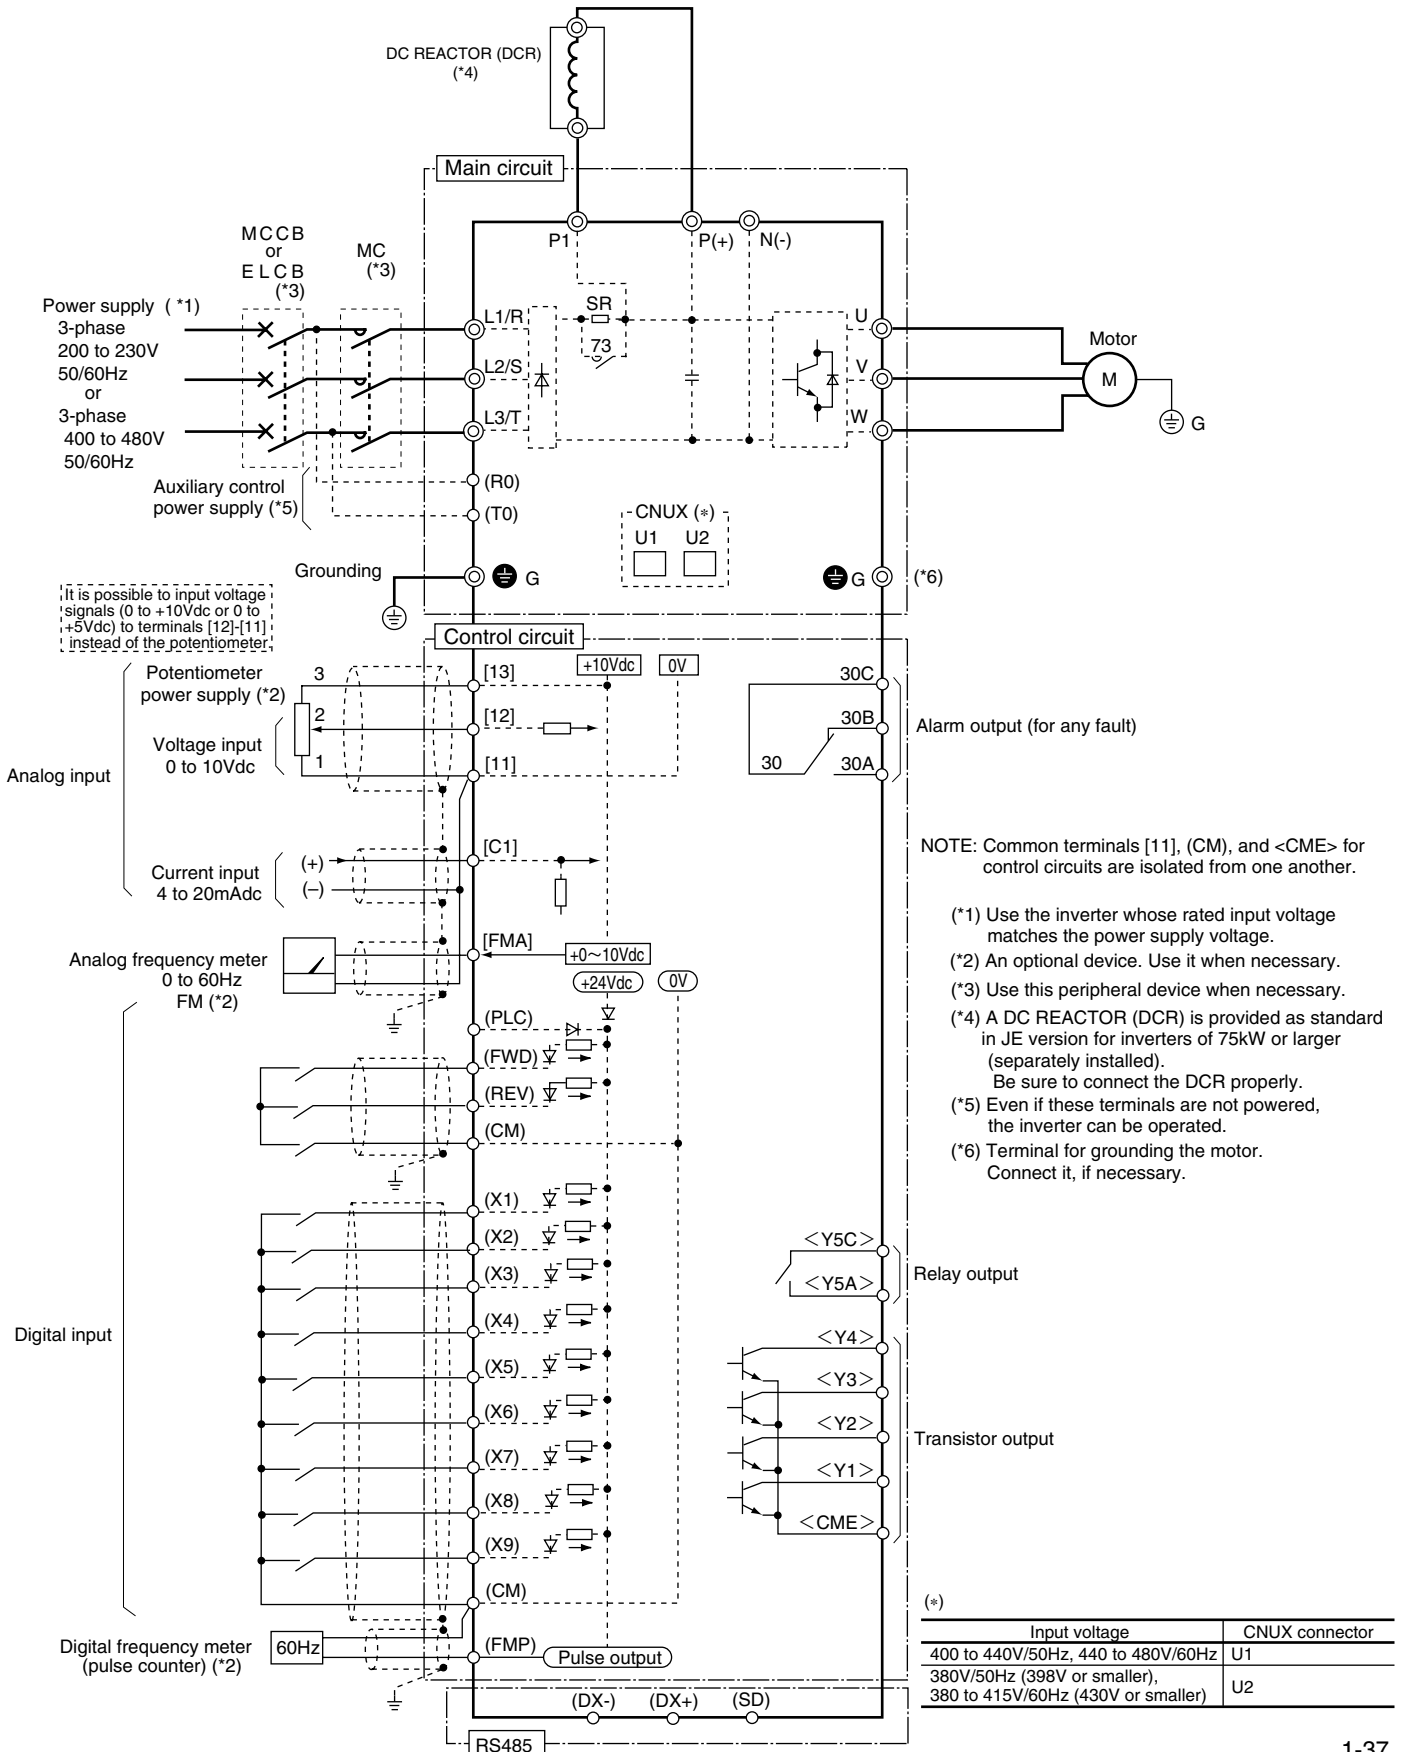 DC REACTOR (DCR)
(*4)
Main circuit
P1
P(+)
N(-)
MCCB
or
ELCB
(*3)
MC
(*3)
Power supply (*1)
3-phase
200 to 230V
50/60Hz
or
3-phase
400 to 480V
50/60Hz
L1/R
L2/S
L3/T
SR
73
U
V
W
Motor
M
G
Auxiliary control
power supply (*5)
(R0)
(T0)
CNUX (*)
U1 U2
Grounding
G
G
(*6)
It is possible to input voltage
signals (0 to +10Vdc or 0 to
+5Vdc) to terminals [12]-[11]
instead of the potentiometer.
Control circuit
+10Vdc
0V
Potentiometer
power supply (*2)
3
2
1
Voltage input
0 to 10Vdc
Analog input
[13]
[12]
[11]
30C
30B
30
30A
Alarm output (for any fault)
Current input
4 to 20mAdc
(+)
(–)
[C1]
Analog frequency meter
0 to 60Hz
FM (*2)
[FMA]
+0～10Vdc
+24Vdc
0V
NOTE: Common terminals [11], (CM), and <CME> for
control circuits are isolated from one another.
(*1) Use the inverter whose rated input voltage
matches the power supply voltage.
(*2) An optional device. Use it when necessary.
(*3) Use this peripheral device when necessary.
(*4) A DC REACTOR (DCR) is provided as standard
in JE version for inverters of 75kW or larger
(separately installed).
Be sure to connect the DCR properly.
(*5) Even if these terminals are not powered,
the inverter can be operated.
(*6) Terminal for grounding the motor.
Connect it, if necessary.
(PLC)
(FWD)
(REV)
(CM)
Digital input
(X1)
(X2)
(X3)
(X4)
(X5)
(X6)
(X7)
(X8)
(X9)
(CM)
<Y5C>
<Y5A>
Relay output
<Y4>
<Y3>
<Y2>
<Y1>
<CME>
Transistor output
Digital frequency meter
(pulse counter) (*2)
60Hz
(FMP)
Pulse output
(DX-) (DX+) (SD)
RS485
(*)
Input voltage CNUX connector
400 to 440V/50Hz, 440 to 480V/60Hz U1
380V/50Hz (398V or smaller),
380 to 415V/60Hz (430V or smaller) U2
1-37